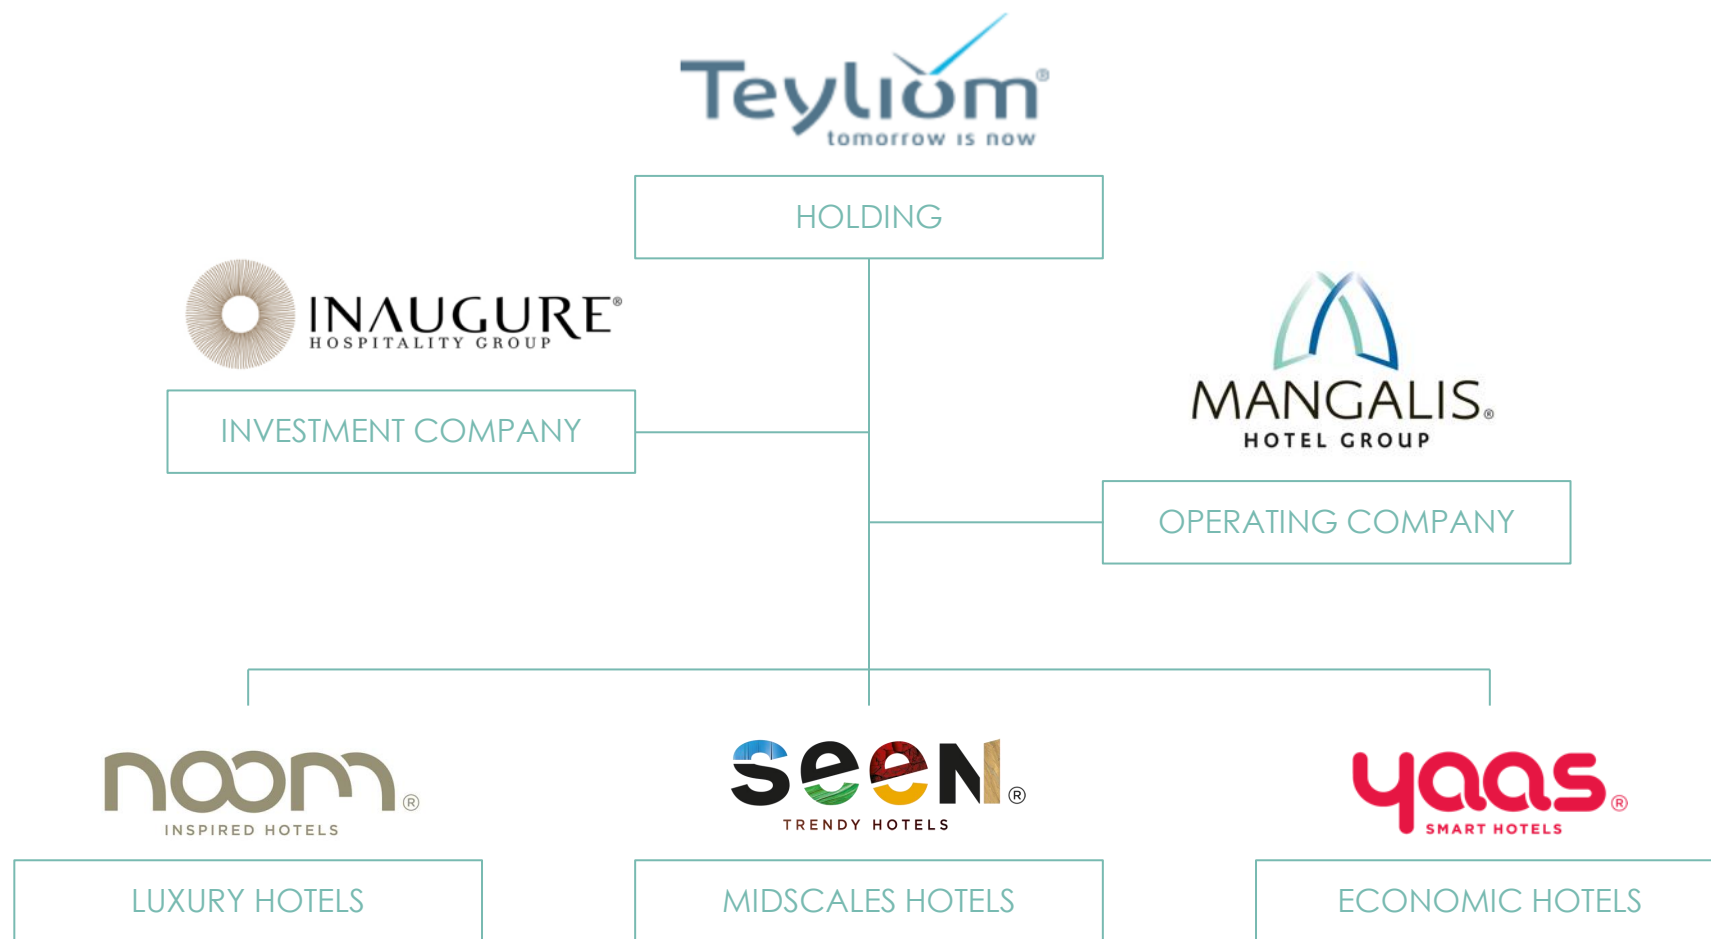 Teyliom®
tomorrow is now
HOLDING
INAUGURE®
HOSPITALITY GROUP
INVESTMENT COMPANY
MANGALIS®
HOTEL GROUP
OPERATING COMPANY
noom®
INSPIRED HOTELS
LUXURY HOTELS
SEEN®
TRENDY HOTELS
MIDSCALES HOTELS
yaas®
SMART HOTELS
ECONOMIC HOTELS